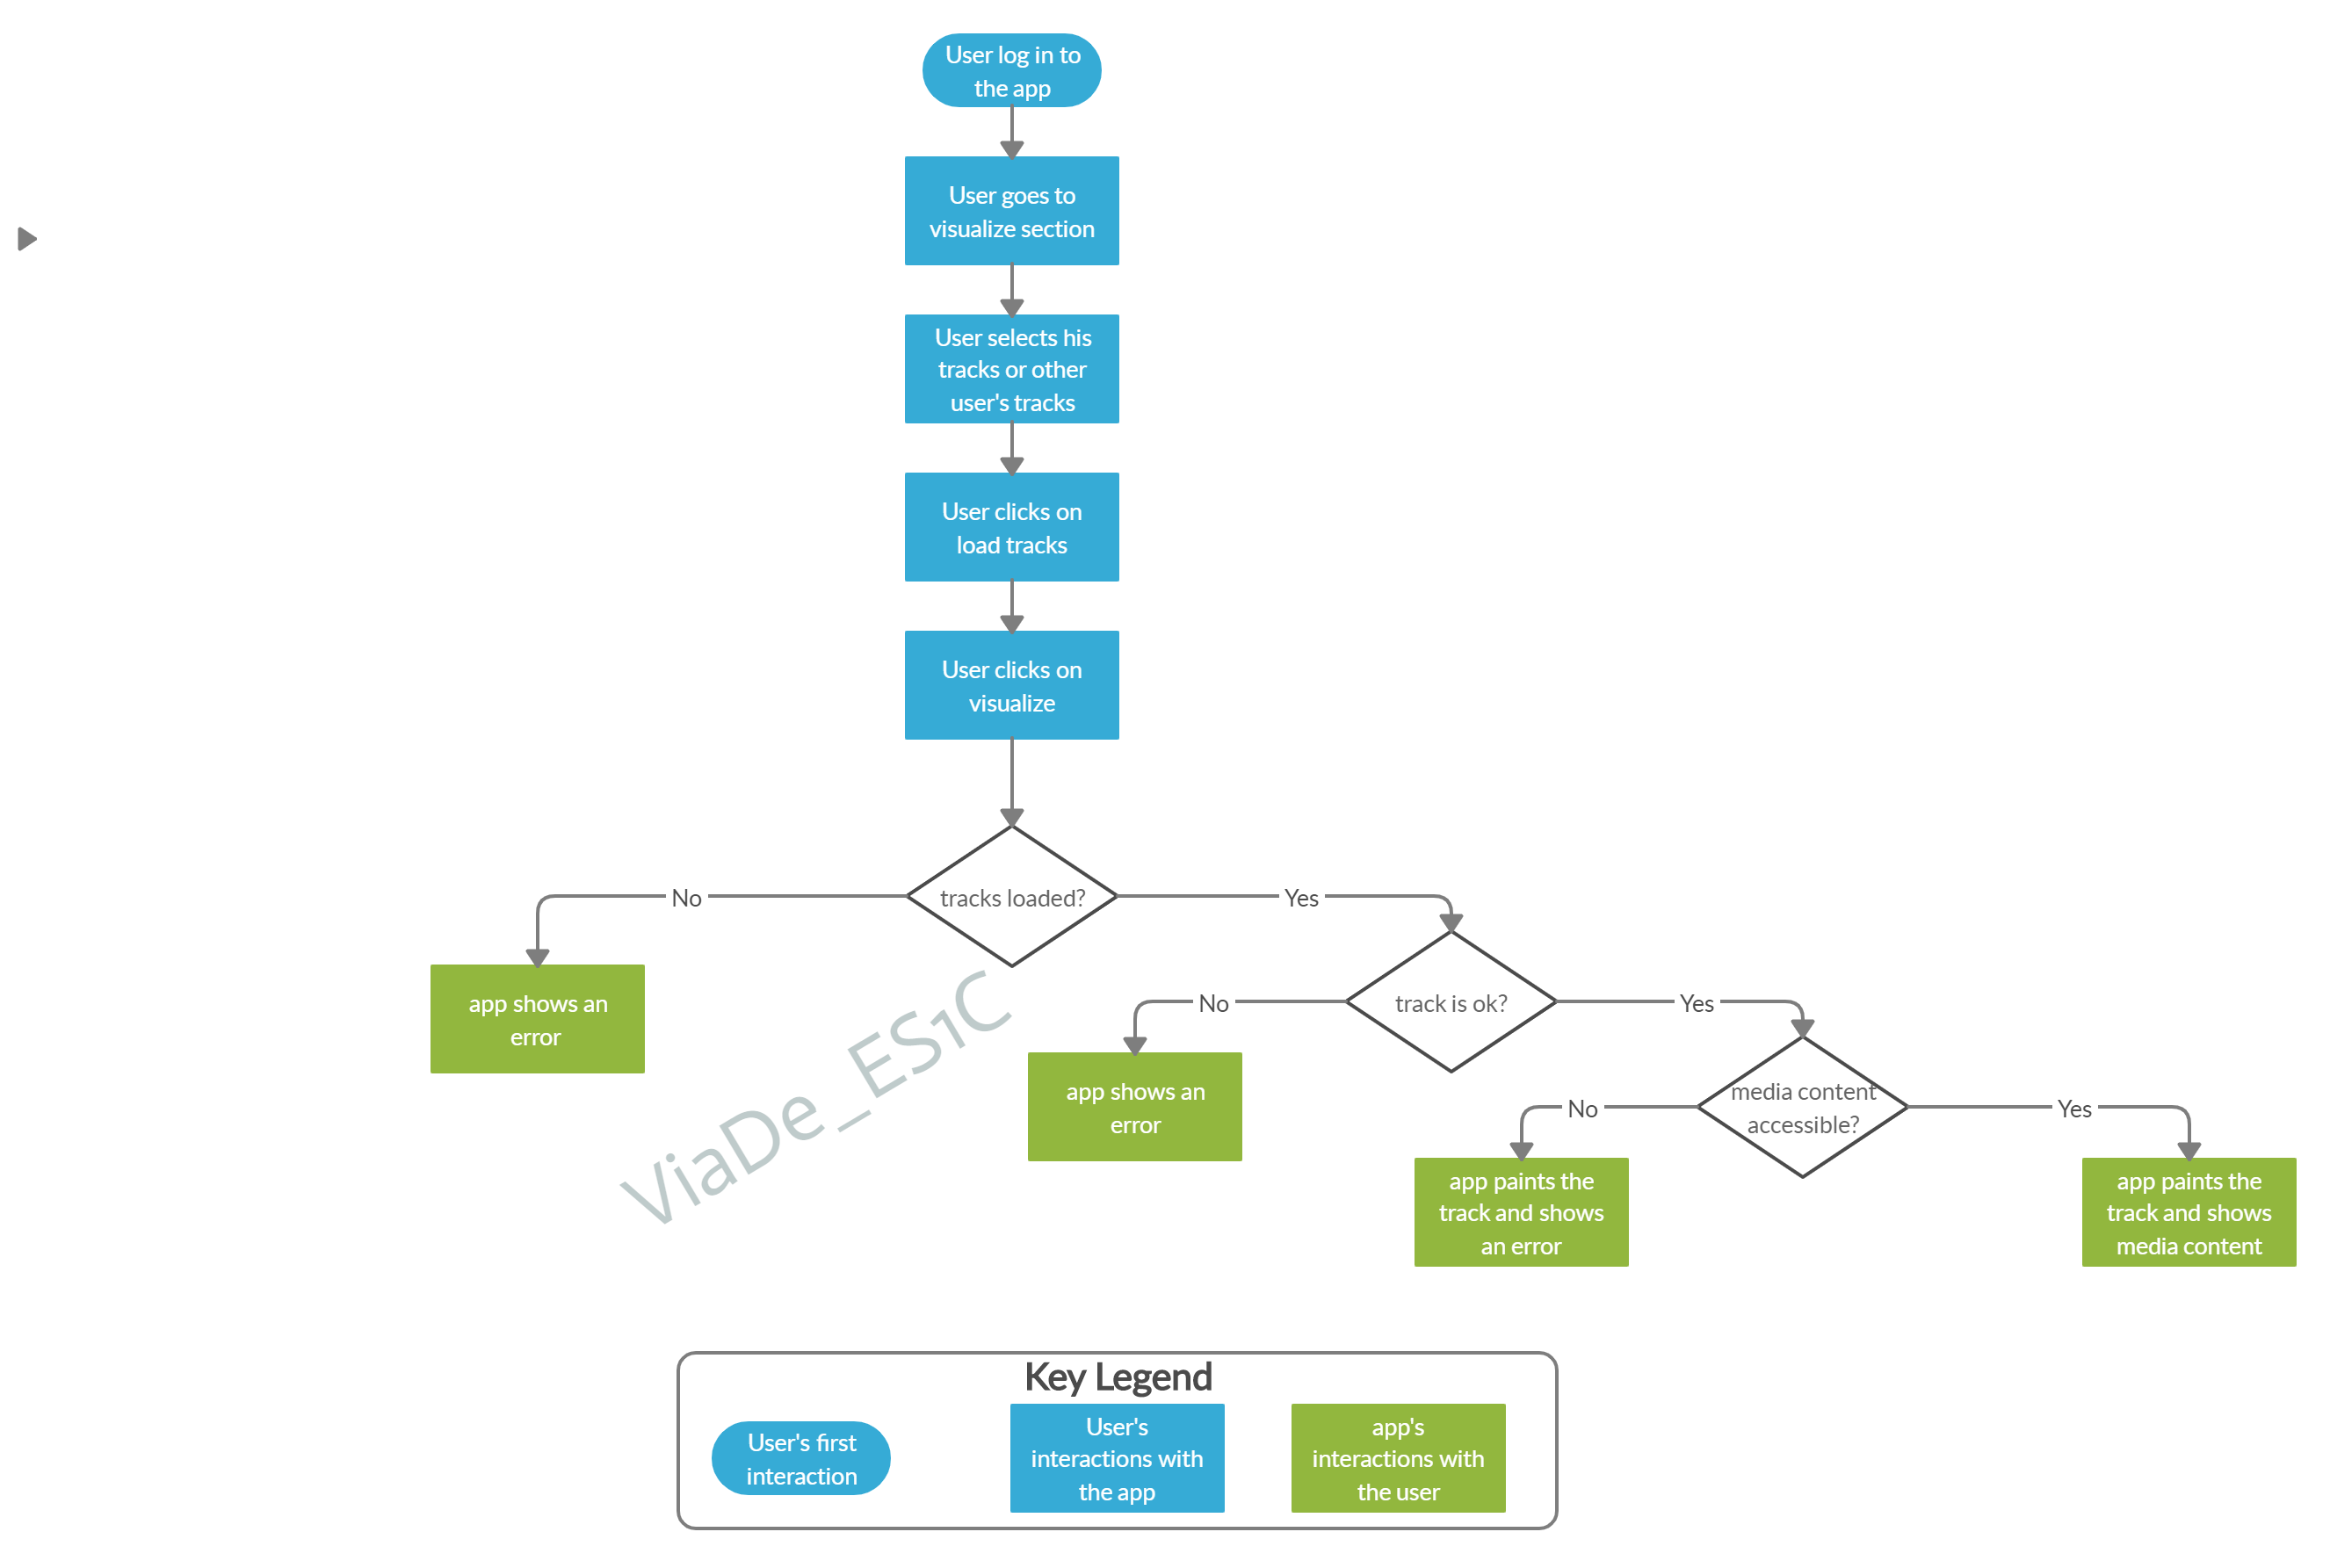 User log in to
the app
User goes to
visualize section
User selects his
tracks or other
user's tracks
User clicks on
load tracks
User clicks on
visualize
tracks loaded?
No
Yes
app shows an
error
track is ok?
No
Yes
app shows an
error
media content
accessible?
No
Yes
app paints the
track and shows
an error
app paints the
track and shows
media content
ViaDe_ES1C
Key Legend
User's first
interaction
User's
interactions with
the app
app's
interactions with
the user